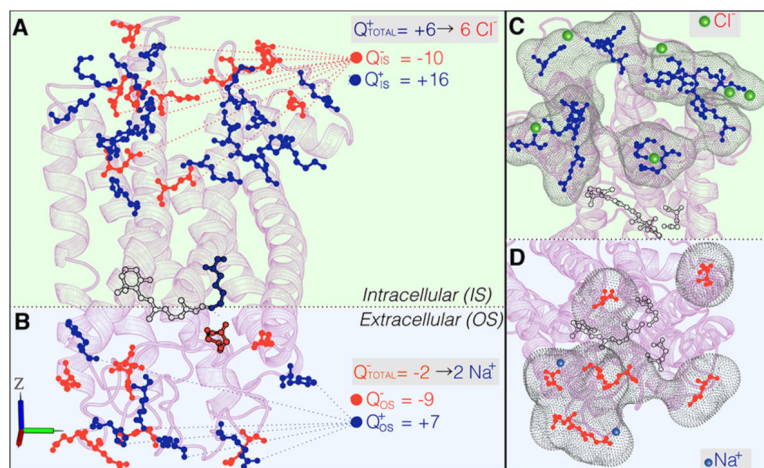 A
Q⁺TOTAL = +6 → 6 Cl⁻
Q⁻IS = -10
Q⁺IS = +16
Intracellular (IS)
Extracellular (OS)
B
Q⁻TOTAL = -2 → 2 Na⁺
Q⁻OS = -9
Q⁺OS = +7
Z
C
Cl⁻
D
Na⁺